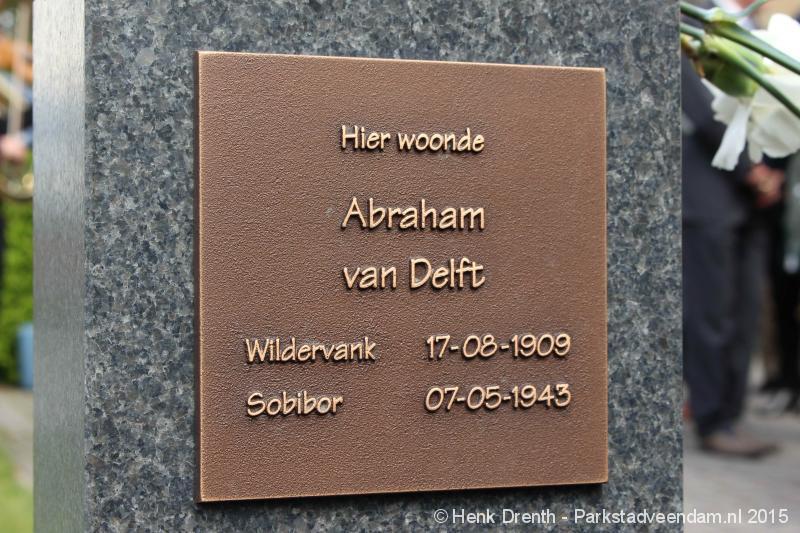 Hier woonde
Abraham
van Delft
Wildervank 17-08-1909
Sobibor 07-05-1943
© Henk Drenth - Parkstadveendam.nl 2015